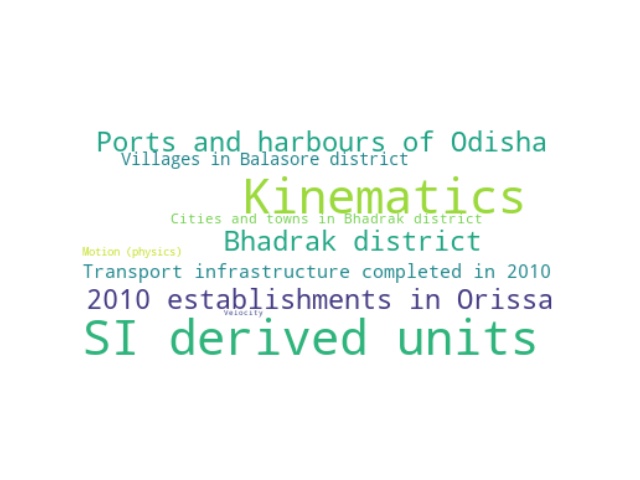 Ports and harbours of Odisha
Villages in Balasore district
Kinematics
Cities and towns in Bhadrak district
Bhadrak district
Motion (physics)
Transport infrastructure completed in 2010
2010 establishments in Orissa
Velocity
SI derived units